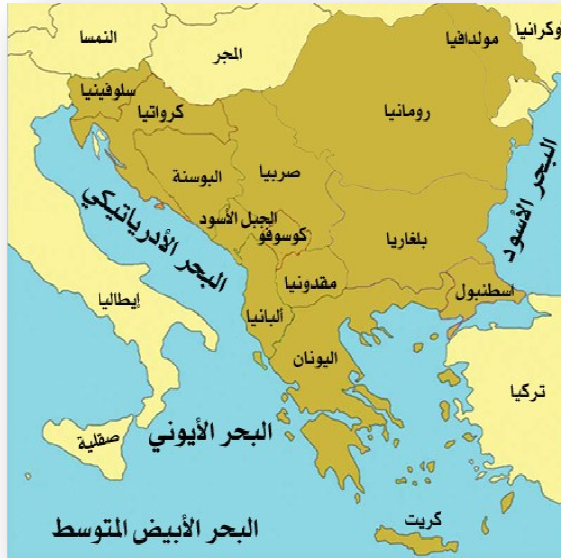 أوكرانيا
مولدافيا
النمسا
المجر
سلوفينيا
كرواتيا
رومانيا
البحر الأسود
البوسنة
صربيا
البحر الأدرياتيكي
الجبل الأسود
كوسوفو
بلغاريا
إيطاليا
مقدونيا
اسطنبول
ألبانيا
اليونان
تركيا
صقلية
البحر الأيوني
كريت
البحر الأبيض المتوسط